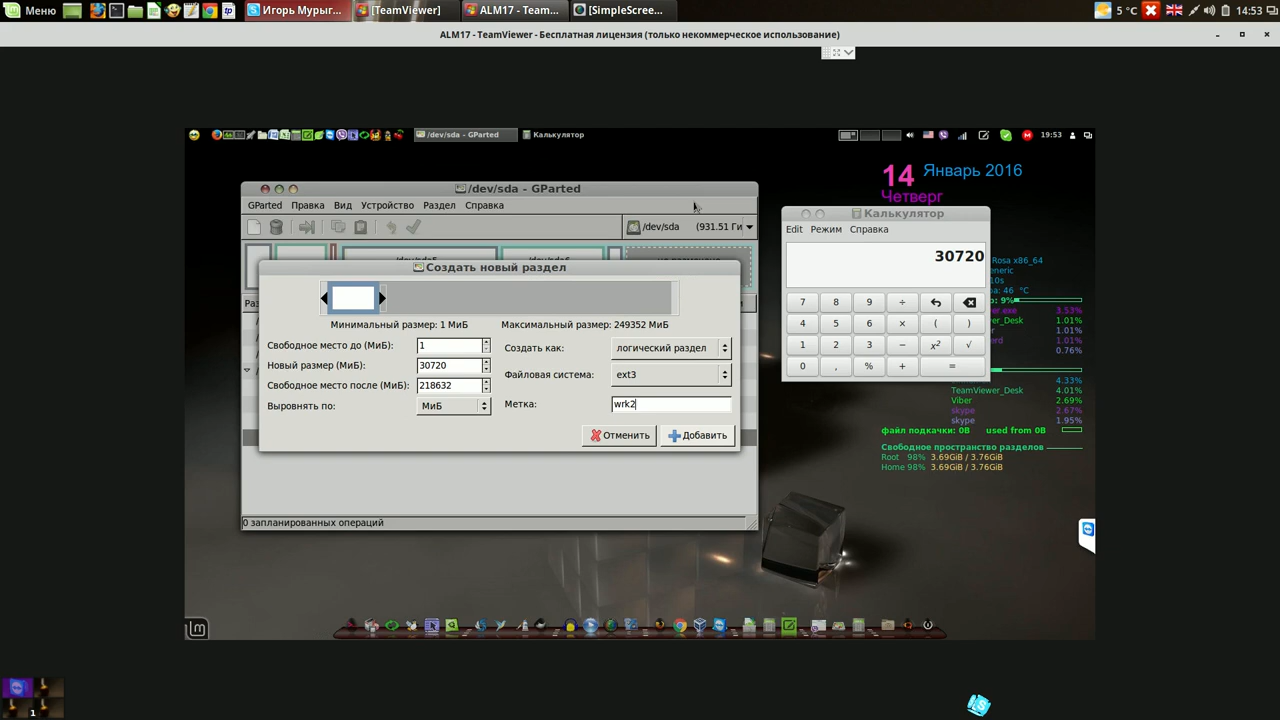 Меню
Игорь Мурыг...
[TeamViewer]
ALM17 - Team...
[SimpleScree...
5 °C
14:53
ALM17 - TeamViewer - Бесплатная лицензия (только некоммерческое использование)
/dev/sda - GParted
Калькулятор
19:53
14 Январь 2016
Четверг
/dev/sda - GParted
GParted Правка Вид Устройство Раздел Справка
/dev/sda (931.51 Ги
Создать новый раздел
Минимальный размер: 1 МиБ
Максимальный размер: 249352 МиБ
Свободное место до (МиБ): 1
Новый размер (МиБ): 30720
Свободное место после (МиБ): 218632
Выровнять по: МиБ
Создать как: логический раздел
Файловая система: ext3
Метка: wrk2
Отменить
Добавить
0 запланированных операций
Калькулятор
Edit Режим Справка
30720
7 8 9 ÷
4 5 6 × ( )
1 2 3 − x² √
0 , % + =
Rosa x86_64
46 °C
9%
3.53%
1.01%
1.01%
0.76%
4.33%
TeamViewer_Desk 4.01%
Viber 2.69%
skype 2.67%
skype 1.95%
файл подкачки: 0B used from 0B
Свободное пространство разделов
Root 98% 3.69GiB / 3.76GiB
Home 98% 3.69GiB / 3.76GiB
1